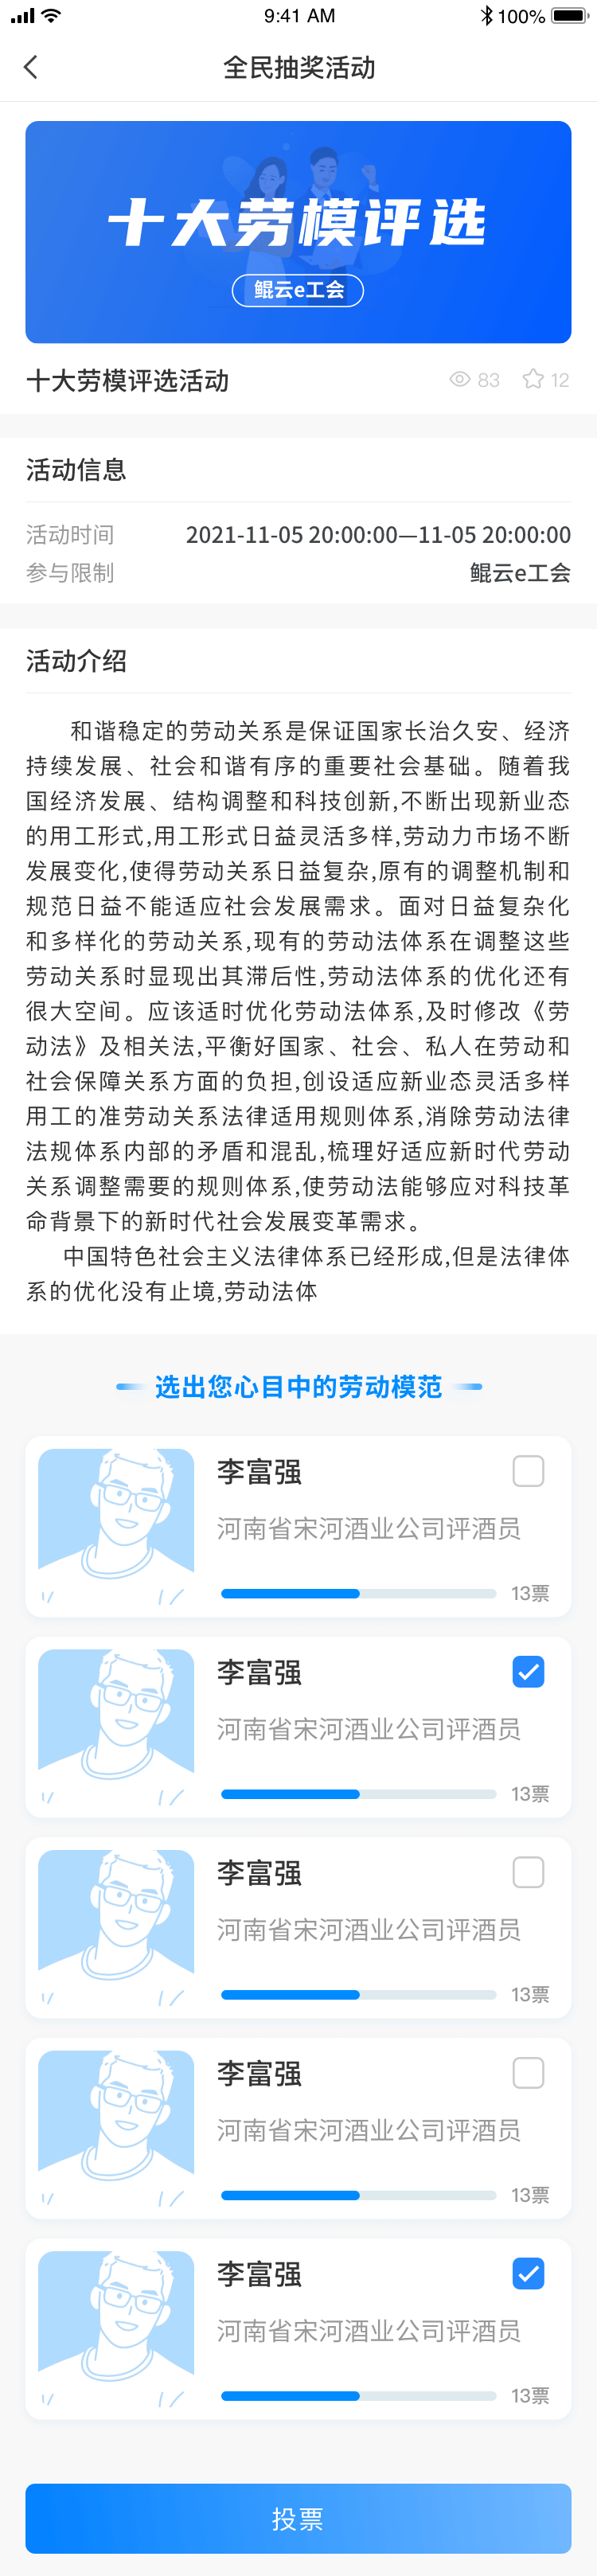 9:41 AM 100%
全民抽奖活动
十大劳模评选
鲲云e工会
十大劳模评选活动 83 12
活动信息
活动时间 2021-11-05 20:00:00—11-05 20:00:00
参与限制 鲲云e工会
活动介绍
和谐稳定的劳动关系是保证国家长治久安、经济
持续发展、社会和谐有序的重要社会基础。随着我
国经济发展、结构调整和科技创新,不断出现新业态
的用工形式,用工形式日益灵活多样,劳动力市场不断
发展变化,使得劳动关系日益复杂,原有的调整机制和
规范日益不能适应社会发展需求。面对日益复杂化
和多样化的劳动关系,现有的劳动法体系在调整这些
劳动关系时显现出其滞后性,劳动法体系的优化还有
很大空间。应该适时优化劳动法体系,及时修改《劳
动法》及相关法,平衡好国家、社会、私人在劳动和
社会保障关系方面的负担,创设适应新业态灵活多样
用工的准劳动关系法律适用规则体系,消除劳动法律
法规体系内部的矛盾和混乱,梳理好适应新时代劳动
关系调整需要的规则体系,使劳动法能够应对科技革
命背景下的新时代社会发展变革需求。
中国特色社会主义法律体系已经形成,但是法律体
系的优化没有止境,劳动法体
选出您心目中的劳动模范
李富强
河南省宋河酒业公司评酒员
13票
李富强
河南省宋河酒业公司评酒员
13票
李富强
河南省宋河酒业公司评酒员
13票
李富强
河南省宋河酒业公司评酒员
13票
李富强
河南省宋河酒业公司评酒员
13票
投票